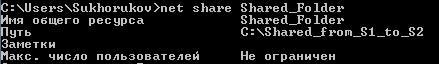 C:\Users\Sukhorukov>net share Shared_Folder
Имя общего ресурса Shared_Folder
Путь C:\Shared_from_S1_to_S2
Заметки
Макс. число пользователей Не ограничен